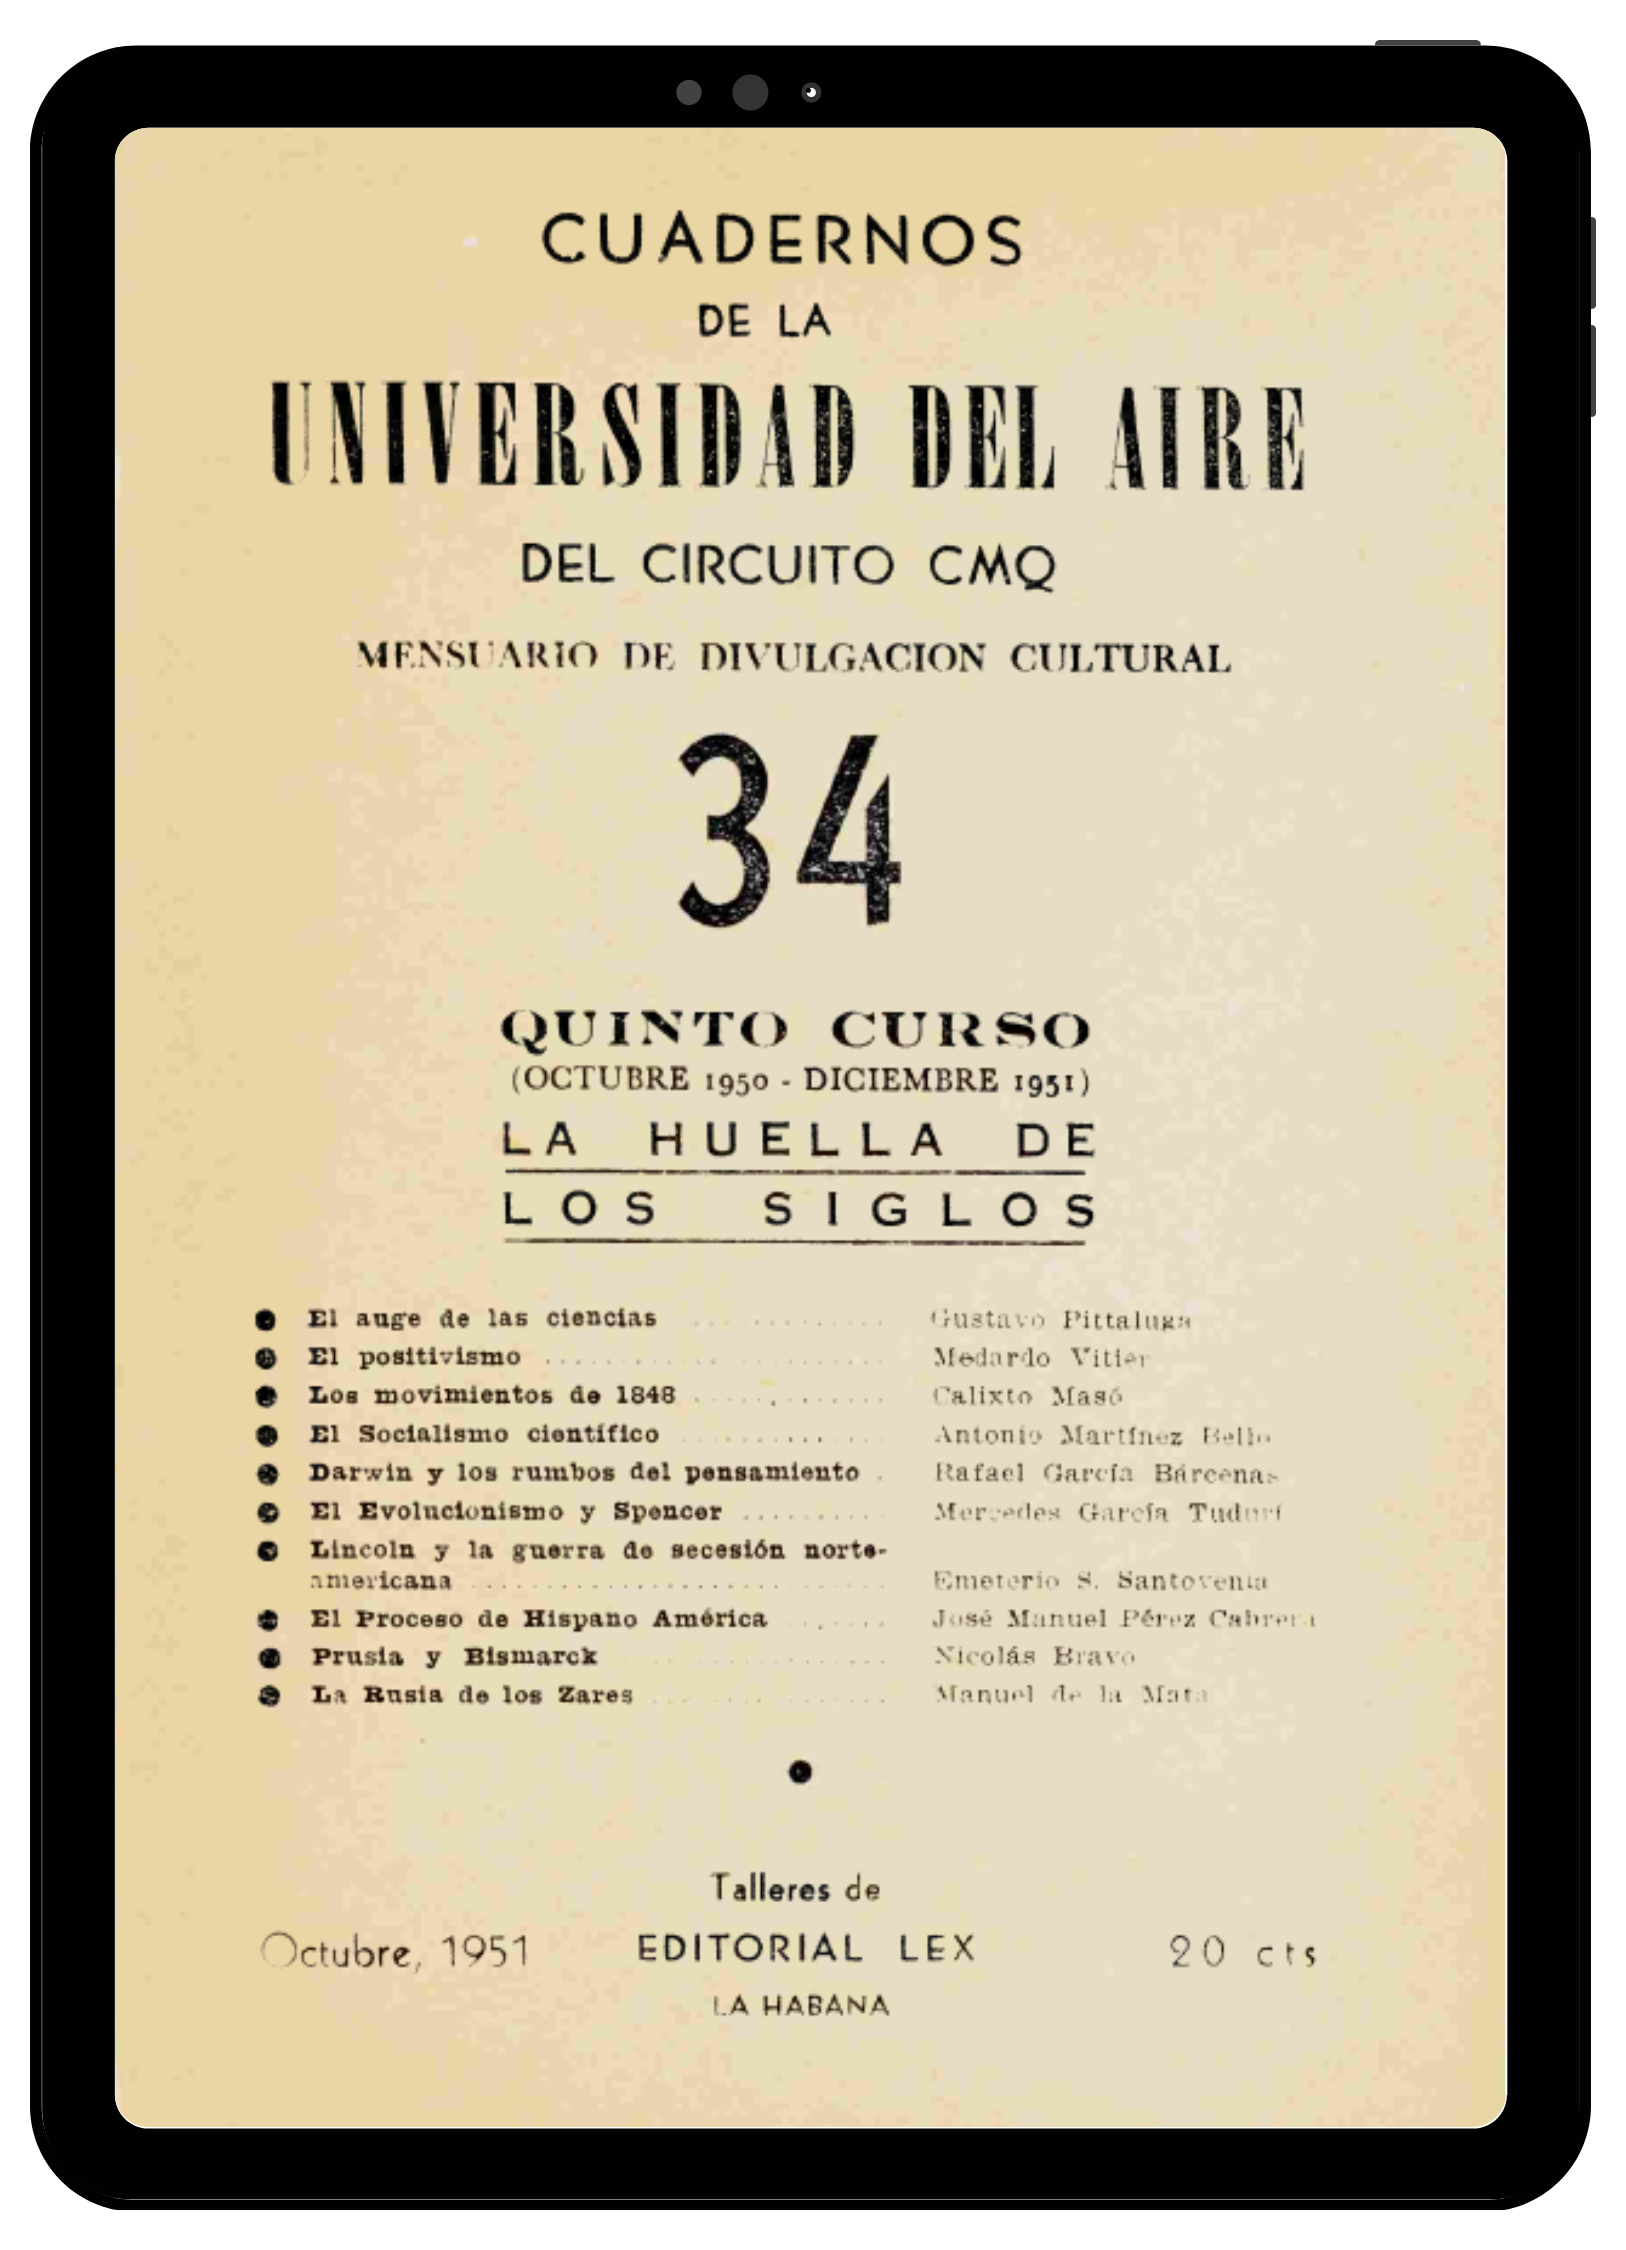 CUADERNOS
DE LA
UNIVERSIDAD DEL AIRE
DEL CIRCUITO CMQ
MENSUARIO DE DIVULGACION CULTURAL
34
QUINTO CURSO
(OCTUBRE 1950 - DICIEMBRE 1951)
LA HUELLA DE
LOS SIGLOS
● El auge de las ciencias ............ Gustavo Pittaluga
● El positivismo ...................... Medardo Vitier
● Los movimientos de 1848 ............ Calixto Masó
● El Socialismo científico ............ Antonio Martínez Bello
● Darwin y los rumbos del pensamiento . Rafael García Bárcenas
● El Evolucionismo y Spencer .......... Mercedes García Tudurí
● Lincoln y la guerra de secesión norte-
americana ......................... Emeterio S. Santovenia
● El Proceso de Hispano América ....... José Manuel Pérez Cabrera
● Prusia y Bismarck ................ Nicolás Bravo
● La Rusia de los Zares .............. Manuel de la Mata
Talleres de
Octubre, 1951 EDITORIAL LEX 20 cts
LA HABANA